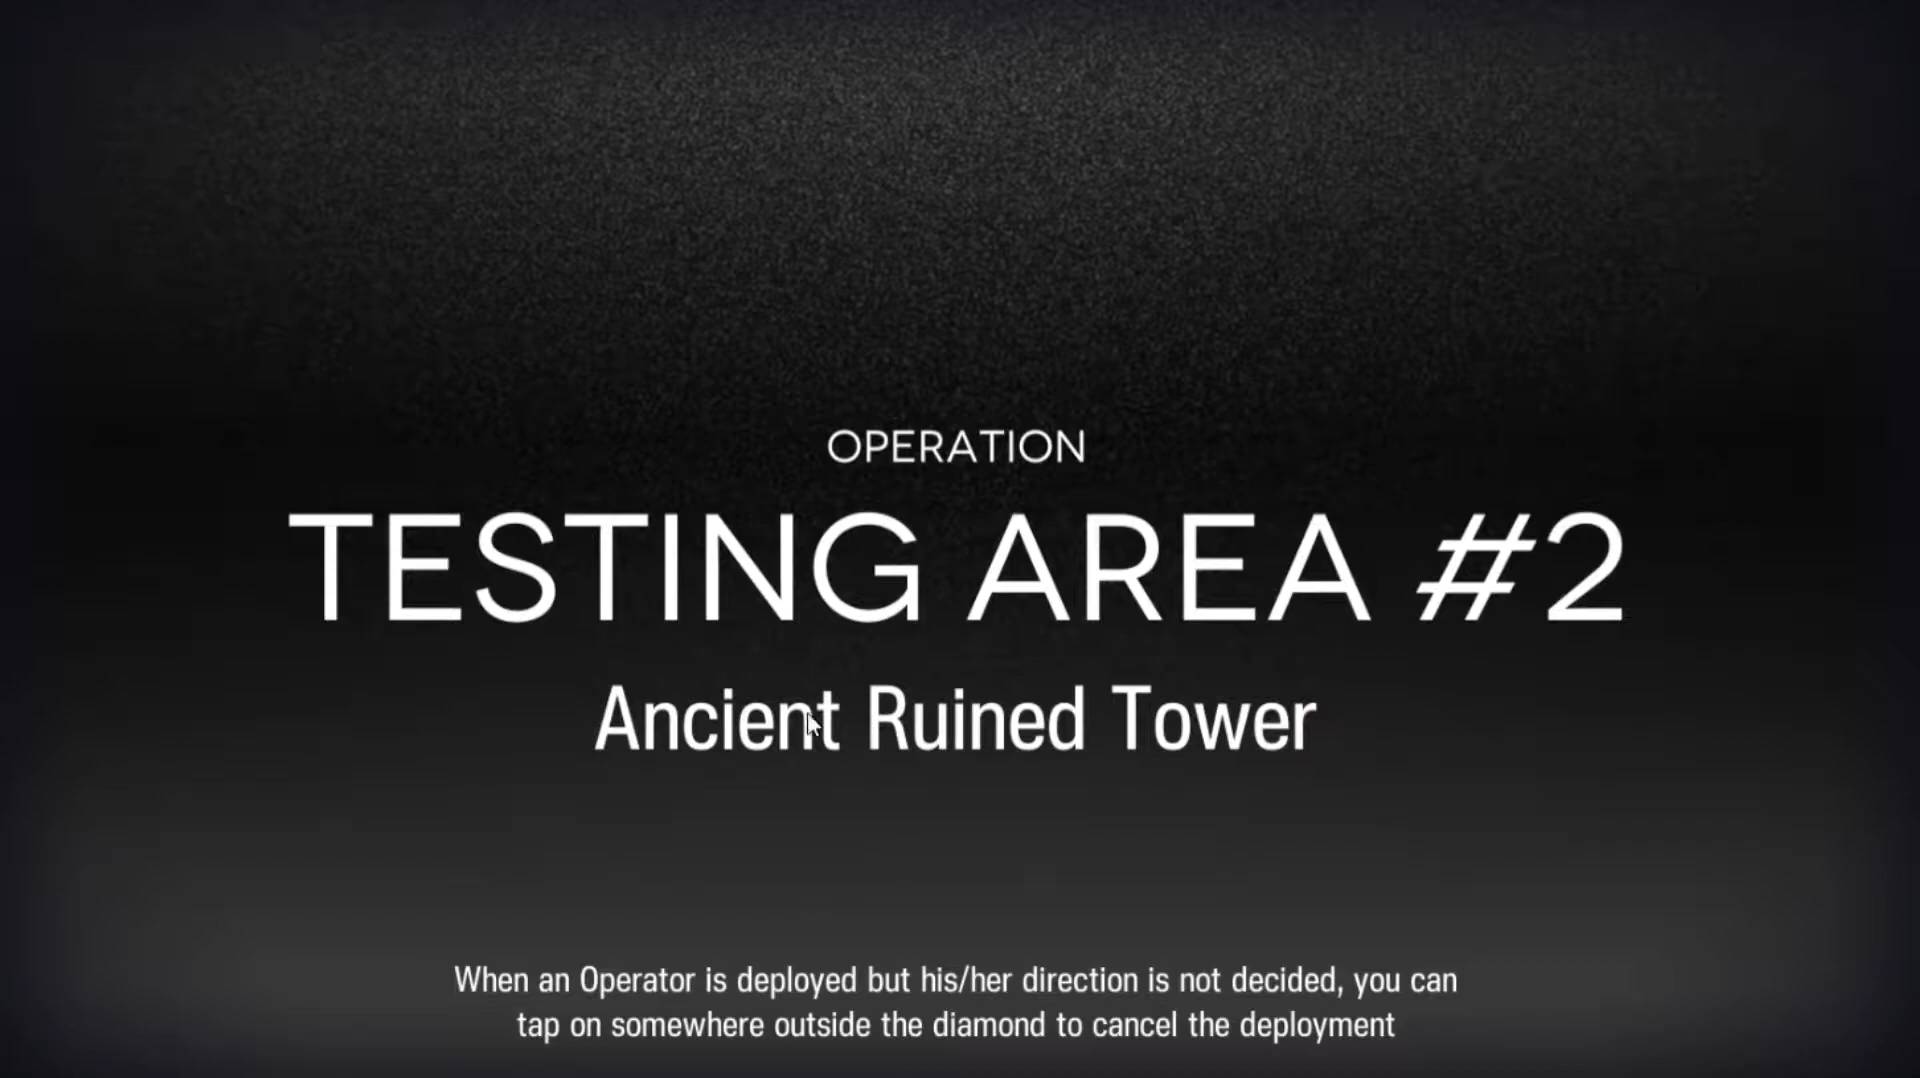 OPERATION
TESTING AREA #2
Ancient Ruined Tower
When an Operator is deployed but his/her direction is not decided, you can
tap on somewhere outside the diamond to cancel the deployment